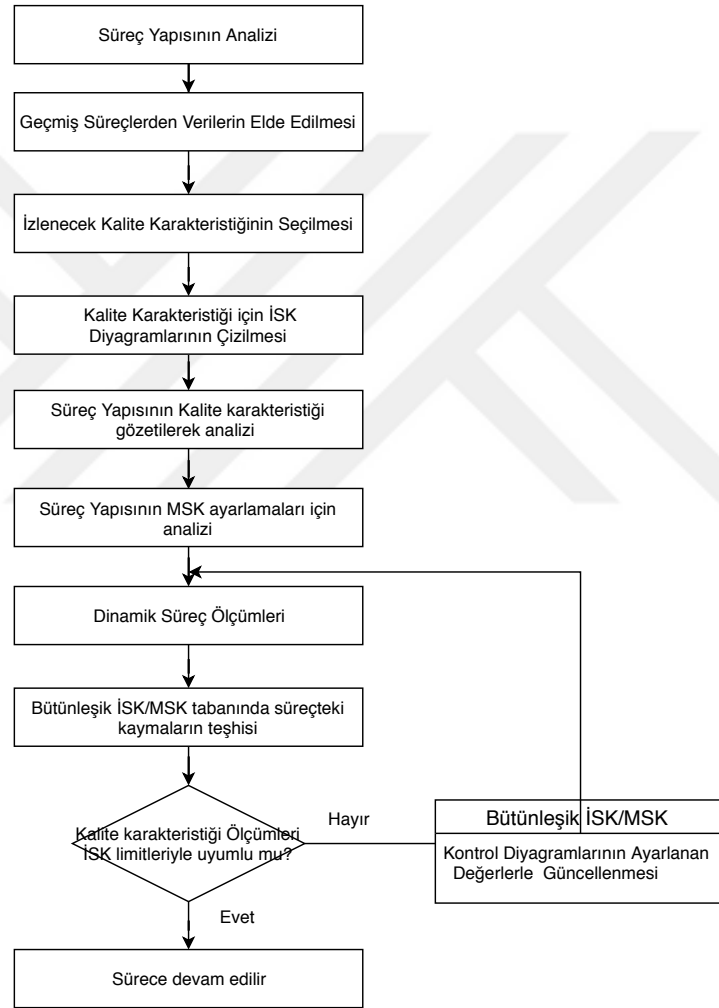 Süreç Yapısının Analizi
Geçmiş Süreçlerden Verilerin Elde Edilmesi
İzlenecek Kalite Karakteristiğinin Seçilmesi
Kalite Karakteristiği için İSK
Diyagramlarının Çizilmesi
Süreç Yapısının Kalite karakteristiği
gözetilerek analizi
Süreç Yapısının MSK ayarlamaları için
analizi
Dinamik Süreç Ölçümleri
Bütünleşik İSK/MSK tabanında süreçteki
kaymaların teşhisi
Kalite karakteristiği Ölçümleri
İSK limitleriyle uyumlu mu?
Hayır
Bütünleşik İSK/MSK
Kontrol Diyagramlarının Ayarlanan
Değerlerle Güncellenmesi
Evet
Sürece devam edilir